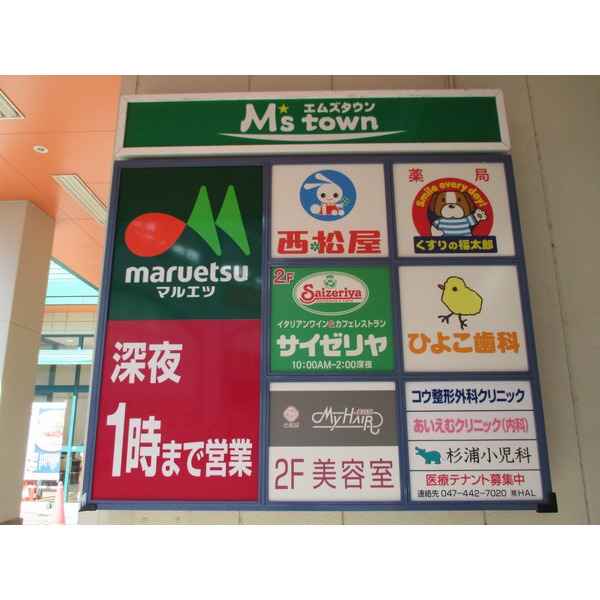 エムズタウン
M's town
maruetsu
マルエツ
深夜
1時まで営業
西松屋
薬局
Smile every day!
くすりの福太郎
2F
Saizeriya
イタリアンワイン&カフェレストラン
サイゼリヤ
10:00AM-2:00深夜
ひよこ歯科
化粧品
My HAIR
2F 美容室
コウ整形外科クリニック
あいえむクリニック(内科)
杉浦小児科
医療テナント募集中
連絡先 047-442-7020 ㈱HAL